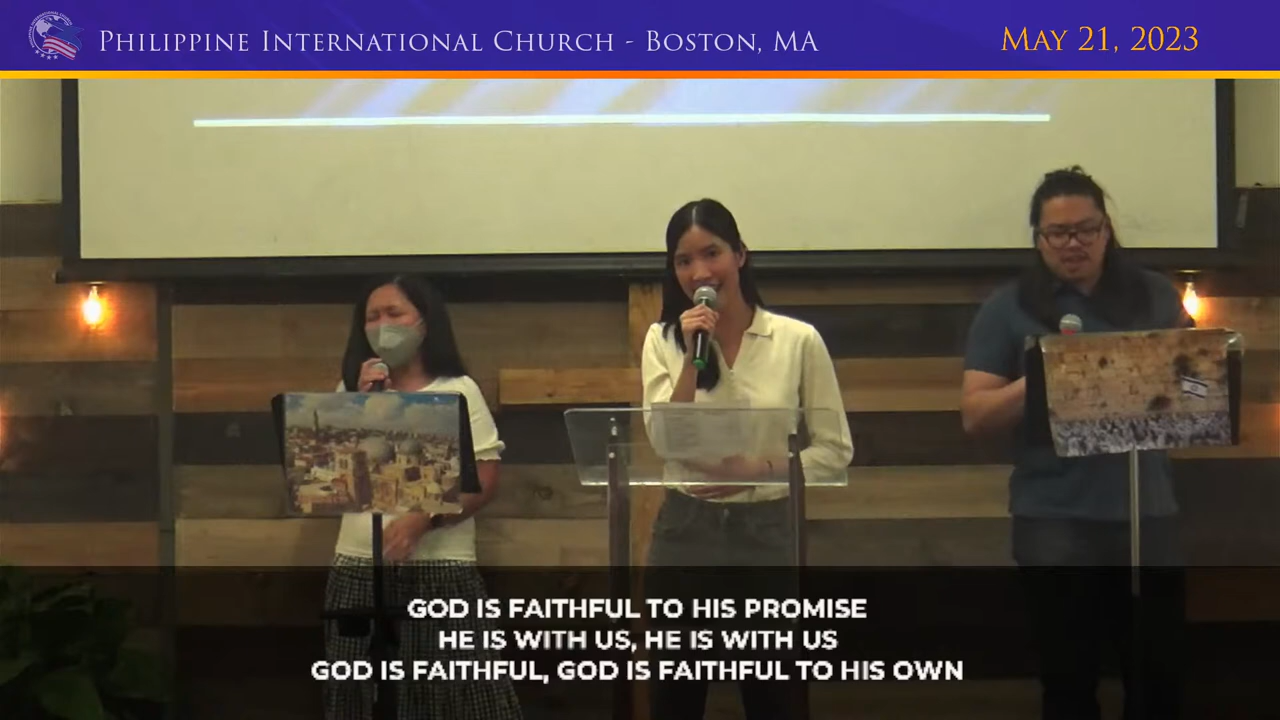 PHILIPPINE INTERNATIONAL CHURCH - BOSTON, MA
MAY 21, 2023
GOD IS FAITHFUL TO HIS PROMISE
HE IS WITH US, HE IS WITH US
GOD IS FAITHFUL, GOD IS FAITHFUL TO HIS OWN